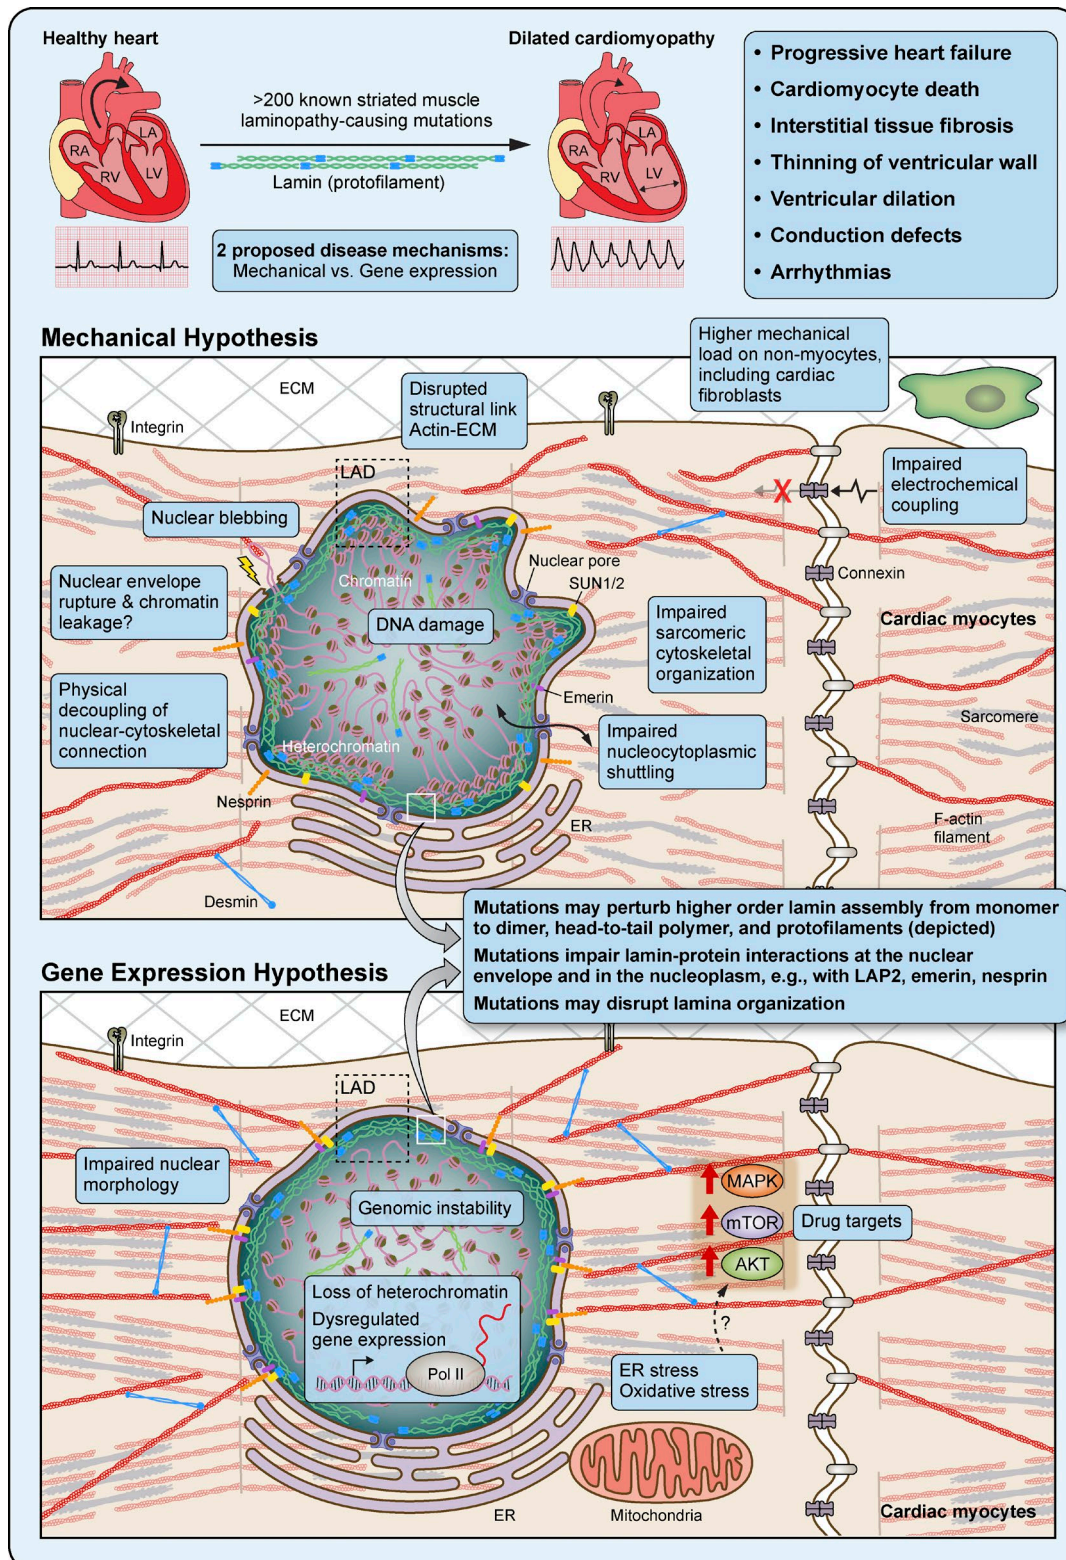 Healthy heart
Dilated cardiomyopathy
>200 known striated muscle
laminopathy-causing mutations
Lamin (protofilament)
RA
LA
RV
LV
RA
LA
RV
LV
2 proposed disease mechanisms:
Mechanical vs. Gene expression
• Progressive heart failure
• Cardiomyocyte death
• Interstitial tissue fibrosis
• Thinning of ventricular wall
• Ventricular dilation
• Conduction defects
• Arrhythmias
Mechanical Hypothesis
ECM
Integrin
Disrupted
structural link
Actin-ECM
Higher mechanical
load on non-myocytes,
including cardiac
fibroblasts
LAD
Impaired
electrochemical
coupling
X
Nuclear blebbing
Nuclear envelope
rupture & chromatin
leakage?
Chromatin
DNA damage
Nuclear pore
SUN1/2
Connexin
Impaired
sarcomeric
cytoskeletal
organization
Cardiac myocytes
Physical
decoupling of
nuclear-cytoskeletal
connection
Emerin
Heterochromatin
Impaired
nucleocytoplasmic
shuttling
Sarcomere
Nesprin
ER
F-actin
filament
Desmin
Mutations may perturb higher order lamin assembly from monomer
to dimer, head-to-tail polymer, and protofilaments (depicted)
Mutations impair lamin-protein interactions at the nuclear
envelope and in the nucleoplasm, e.g., with LAP2, emerin, nesprin
Mutations may disrupt lamina organization
Gene Expression Hypothesis
ECM
Integrin
LAD
Impaired nuclear
morphology
Genomic instability
MAPK
mTOR
AKT
Drug targets
Loss of heterochromatin
Dysregulated
gene expression
Pol II
?
ER stress
Oxidative stress
ER
Mitochondria
Cardiac myocytes